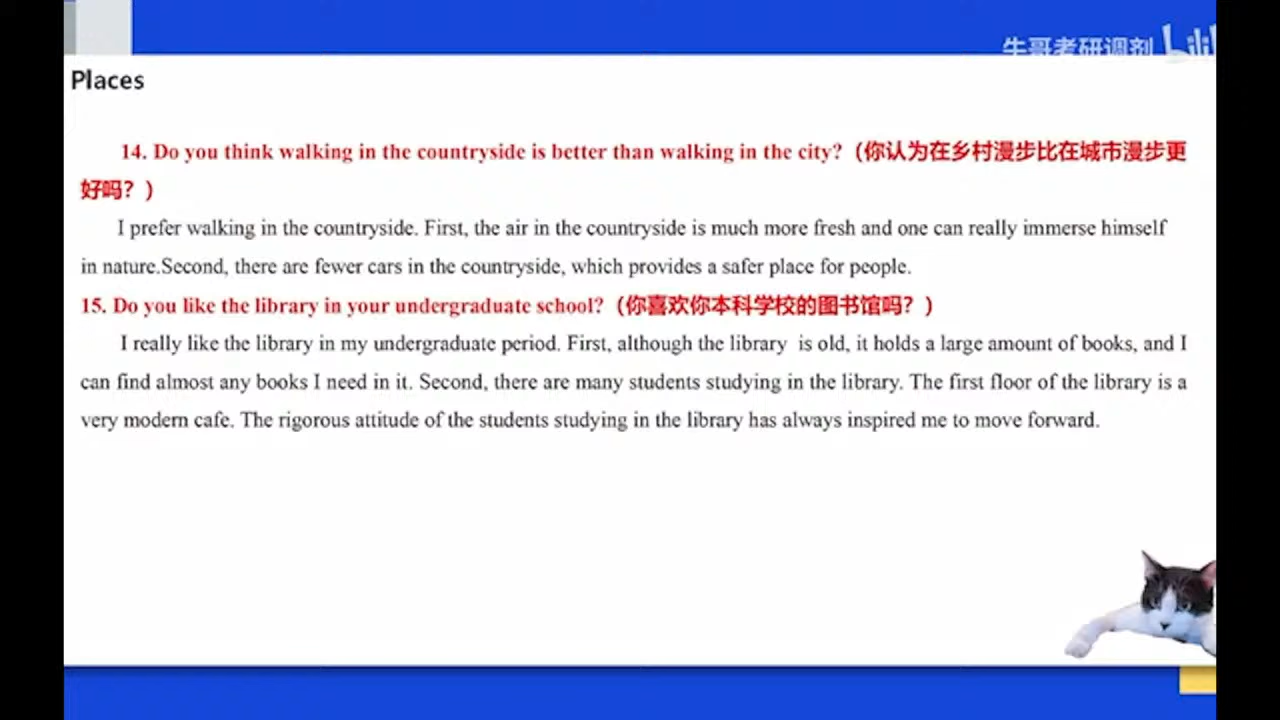 牛哥考研调剂 bilibili
Places
14. Do you think walking in the countryside is better than walking in the city?（你认为在乡村漫步比在城市漫步更
好吗？）
I prefer walking in the countryside. First, the air in the countryside is much more fresh and one can really immerse himself
in nature.Second, there are fewer cars in the countryside, which provides a safer place for people.
15. Do you like the library in your undergraduate school?（你喜欢你本科学校的图书馆吗？）
I really like the library in my undergraduate period. First, although the library  is old, it holds a large amount of books, and I
can find almost any books I need in it. Second, there are many students studying in the library. The first floor of the library is a
very modern cafe. The rigorous attitude of the students studying in the library has always inspired me to move forward.